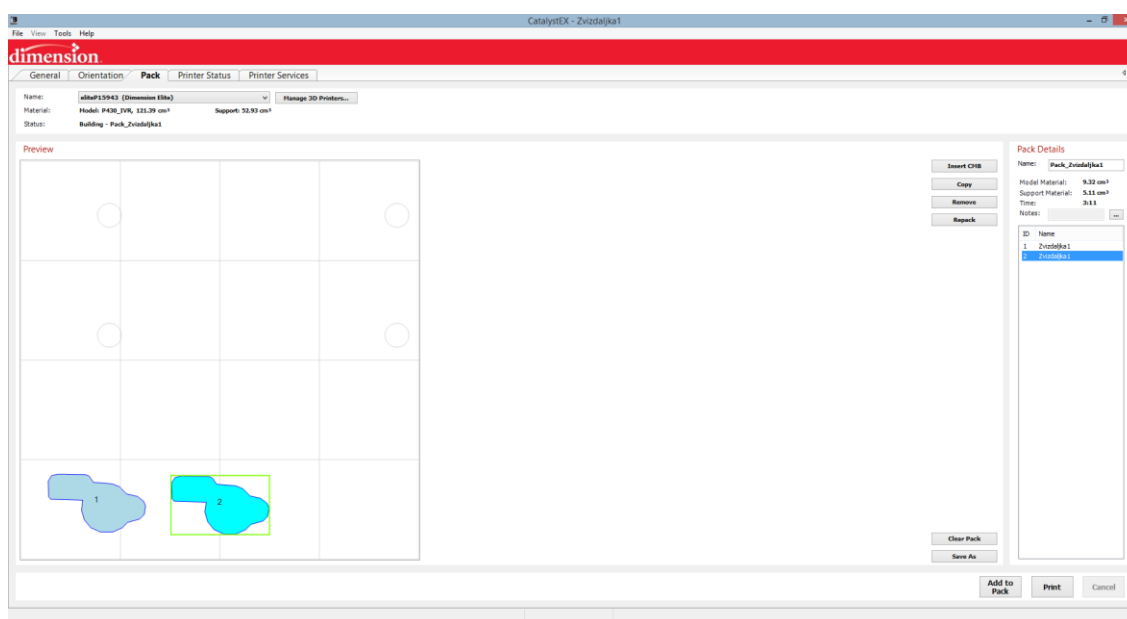 CatalystEX - Zvizdaljka1
File View Tools Help
dimension.
General Orientation Pack Printer Status Printer Services
Name: eliteP15943 (Dimension Elite) Manage 3D Printers...
Material: Model: P430_IVR, 121.39 cm³ Support: 52.93 cm³
Status: Building - Pack_Zvizdaljka1
Preview
Insert CMB
Copy
Remove
Repack
1
2
Clear Pack
Save As
Pack Details
Name: Pack_Zvizdaljka1
Model Material: 9.32 cm³
Support Material: 5.11 cm³
Time: 3:11
Notes: ...
ID Name
1 Zvizdaljka1
2 Zvizdaljka1
Add to
Pack
Print
Cancel